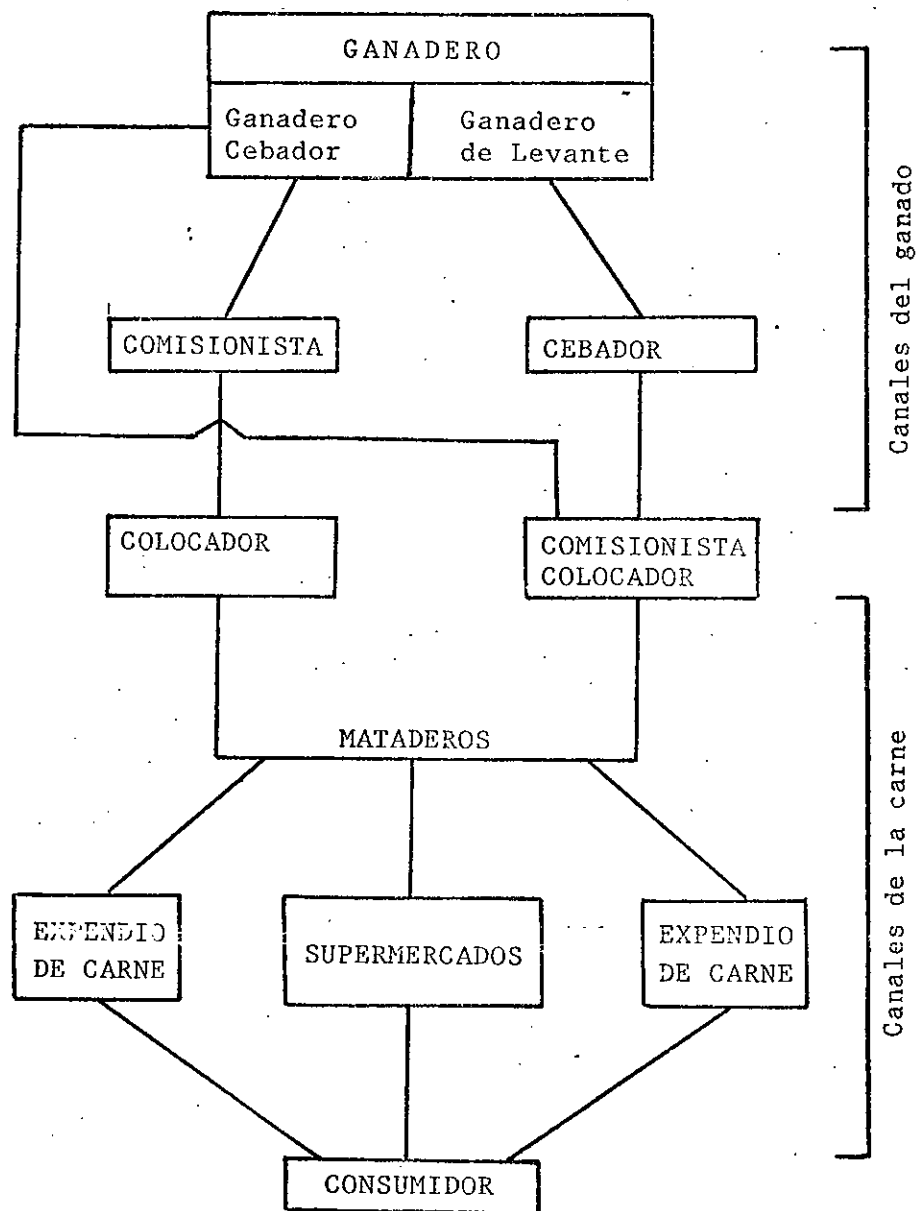 GANADERO
Ganadero
Cebador
Ganadero
de Levante
COMISIONISTA
CEBADOR
COLOCADOR
COMISIONISTA
COLOCADOR
MATADEROS
EXPENDIO
DE CARNE
SUPERMERCADOS
EXPENDIO
DE CARNE
CONSUMIDOR
Canales del ganado
Canales de la carne